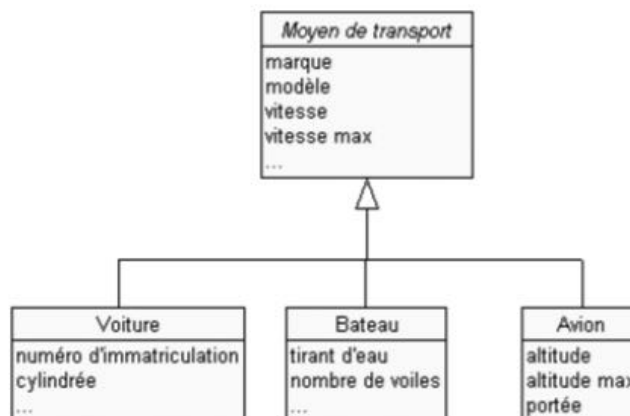 Moyen de transport
marque
modèle
vitesse
vitesse max
...
Voiture
numéro d'immatriculation
cylindrée
...
Bateau
tirant d'eau
nombre de voiles
...
Avion
altitude
altitude max
portée